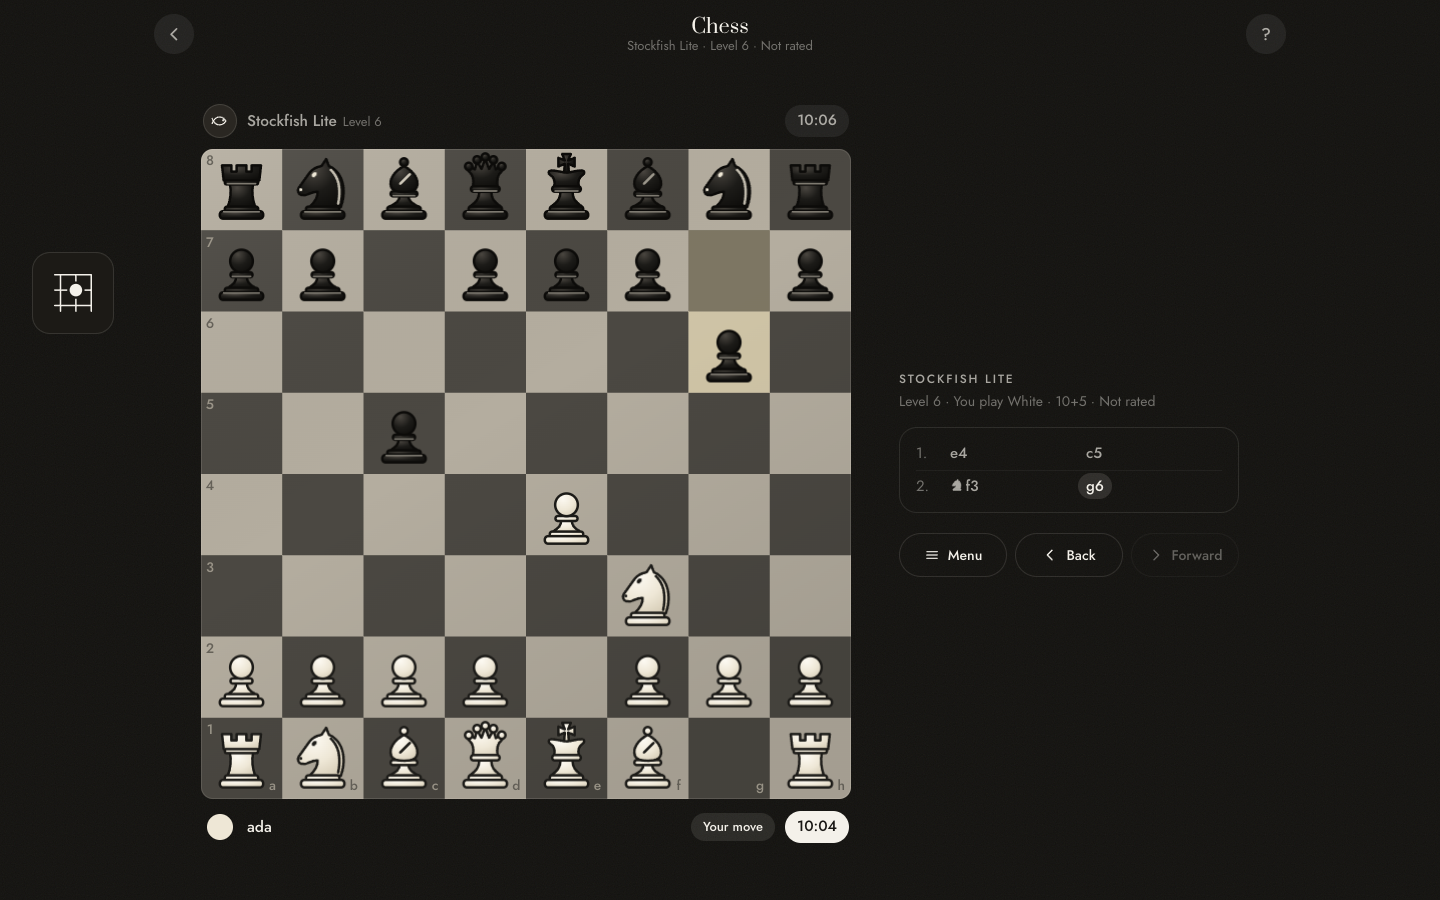 Chess
Stockfish Lite · Level 6 · Not rated
?
Stockfish Lite Level 6
10:06
8
7
6
5
4
3
2
1
a b c d e f g h
STOCKFISH LITE
Level 6 · You play White · 10+5 · Not rated
1. e4 c5
2. ♞f3 g6
Menu Back Forward
ada
Your move
10:04